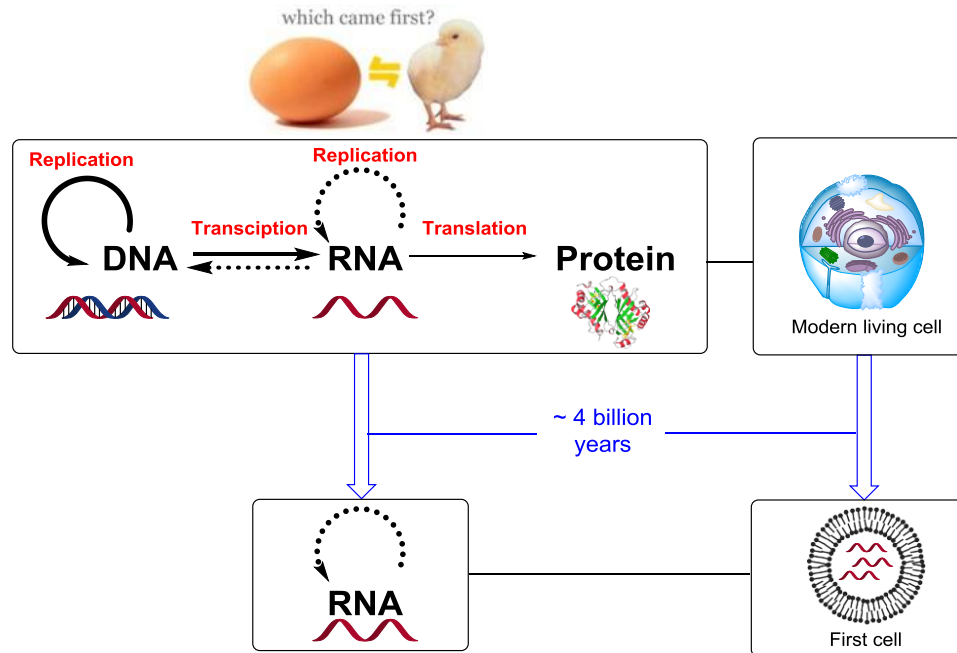 which came first?
Replication
Replication
Transciption
Translation
DNA
RNA
Protein
Modern living cell
~ 4 billion
years
RNA
First cell